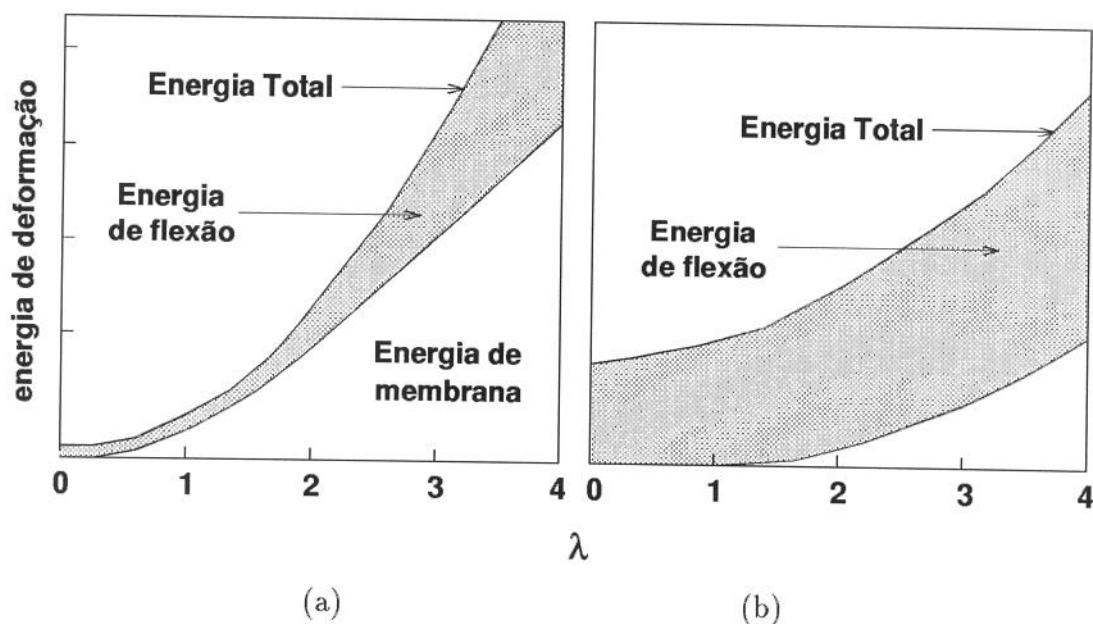 energia de deformação
Energia Total
Energia
de flexão
Energia de
membrana
0 1 2 3 4
Energia Total
Energia
de flexão
0 1 2 3 4
λ
(a)
(b)